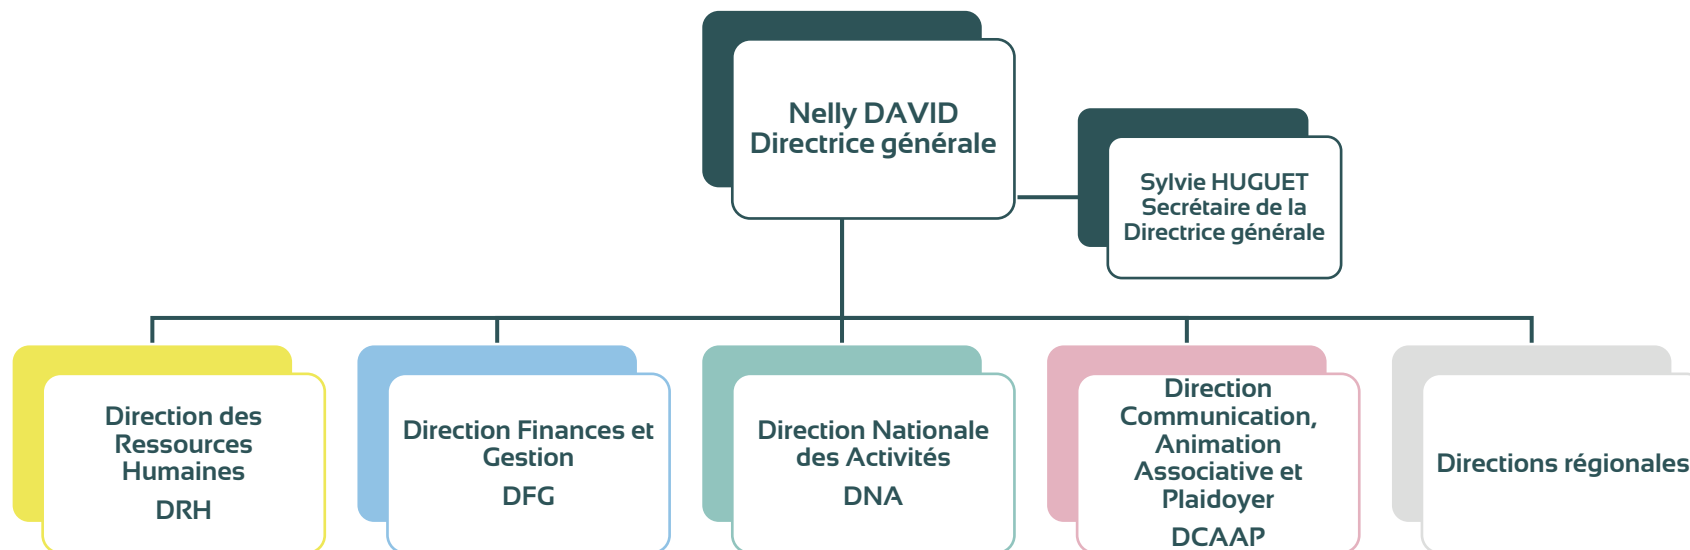 Nelly DAVID
Directrice générale
Sylvie HUGUET
Secrétaire de la
Directrice générale
Direction des
Ressources
Humaines
DRH
Direction Finances et
Gestion
DFG
Direction Nationale
des Activités
DNA
Direction
Communication,
Animation
Associative et
Plaidoyer
DCAAP
Directions régionales